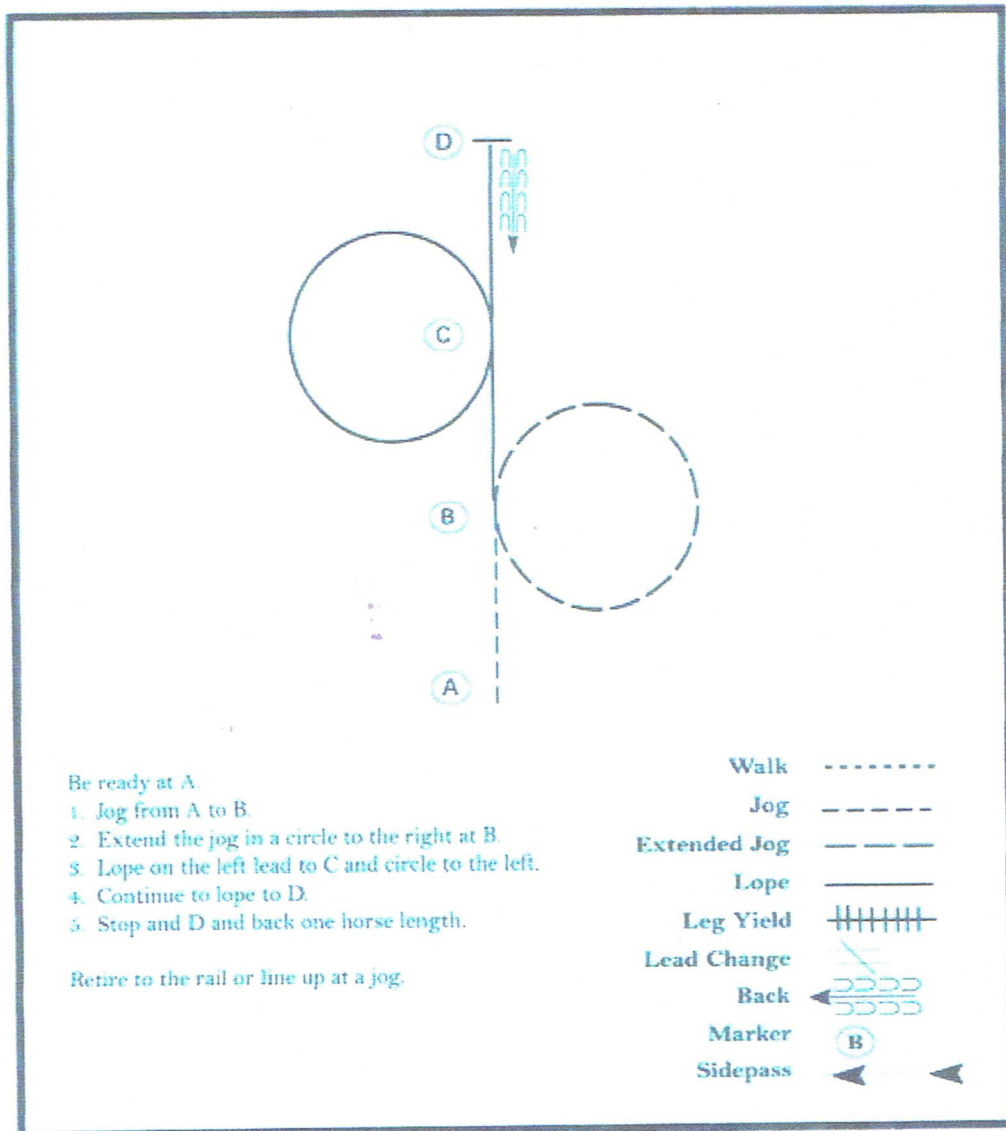 D
C
B
A
Be ready at A.
1. Jog from A to B.
2. Extend the jog in a circle to the right at B.
3. Lope on the left lead to C and circle to the left.
4. Continue to lope to D.
5. Stop and D and back one horse length.
Retire to the rail or line up at a jog.
Walk
Jog
Extended Jog
Lope
Leg Yield
Lead Change
Back
Marker B
Sidepass